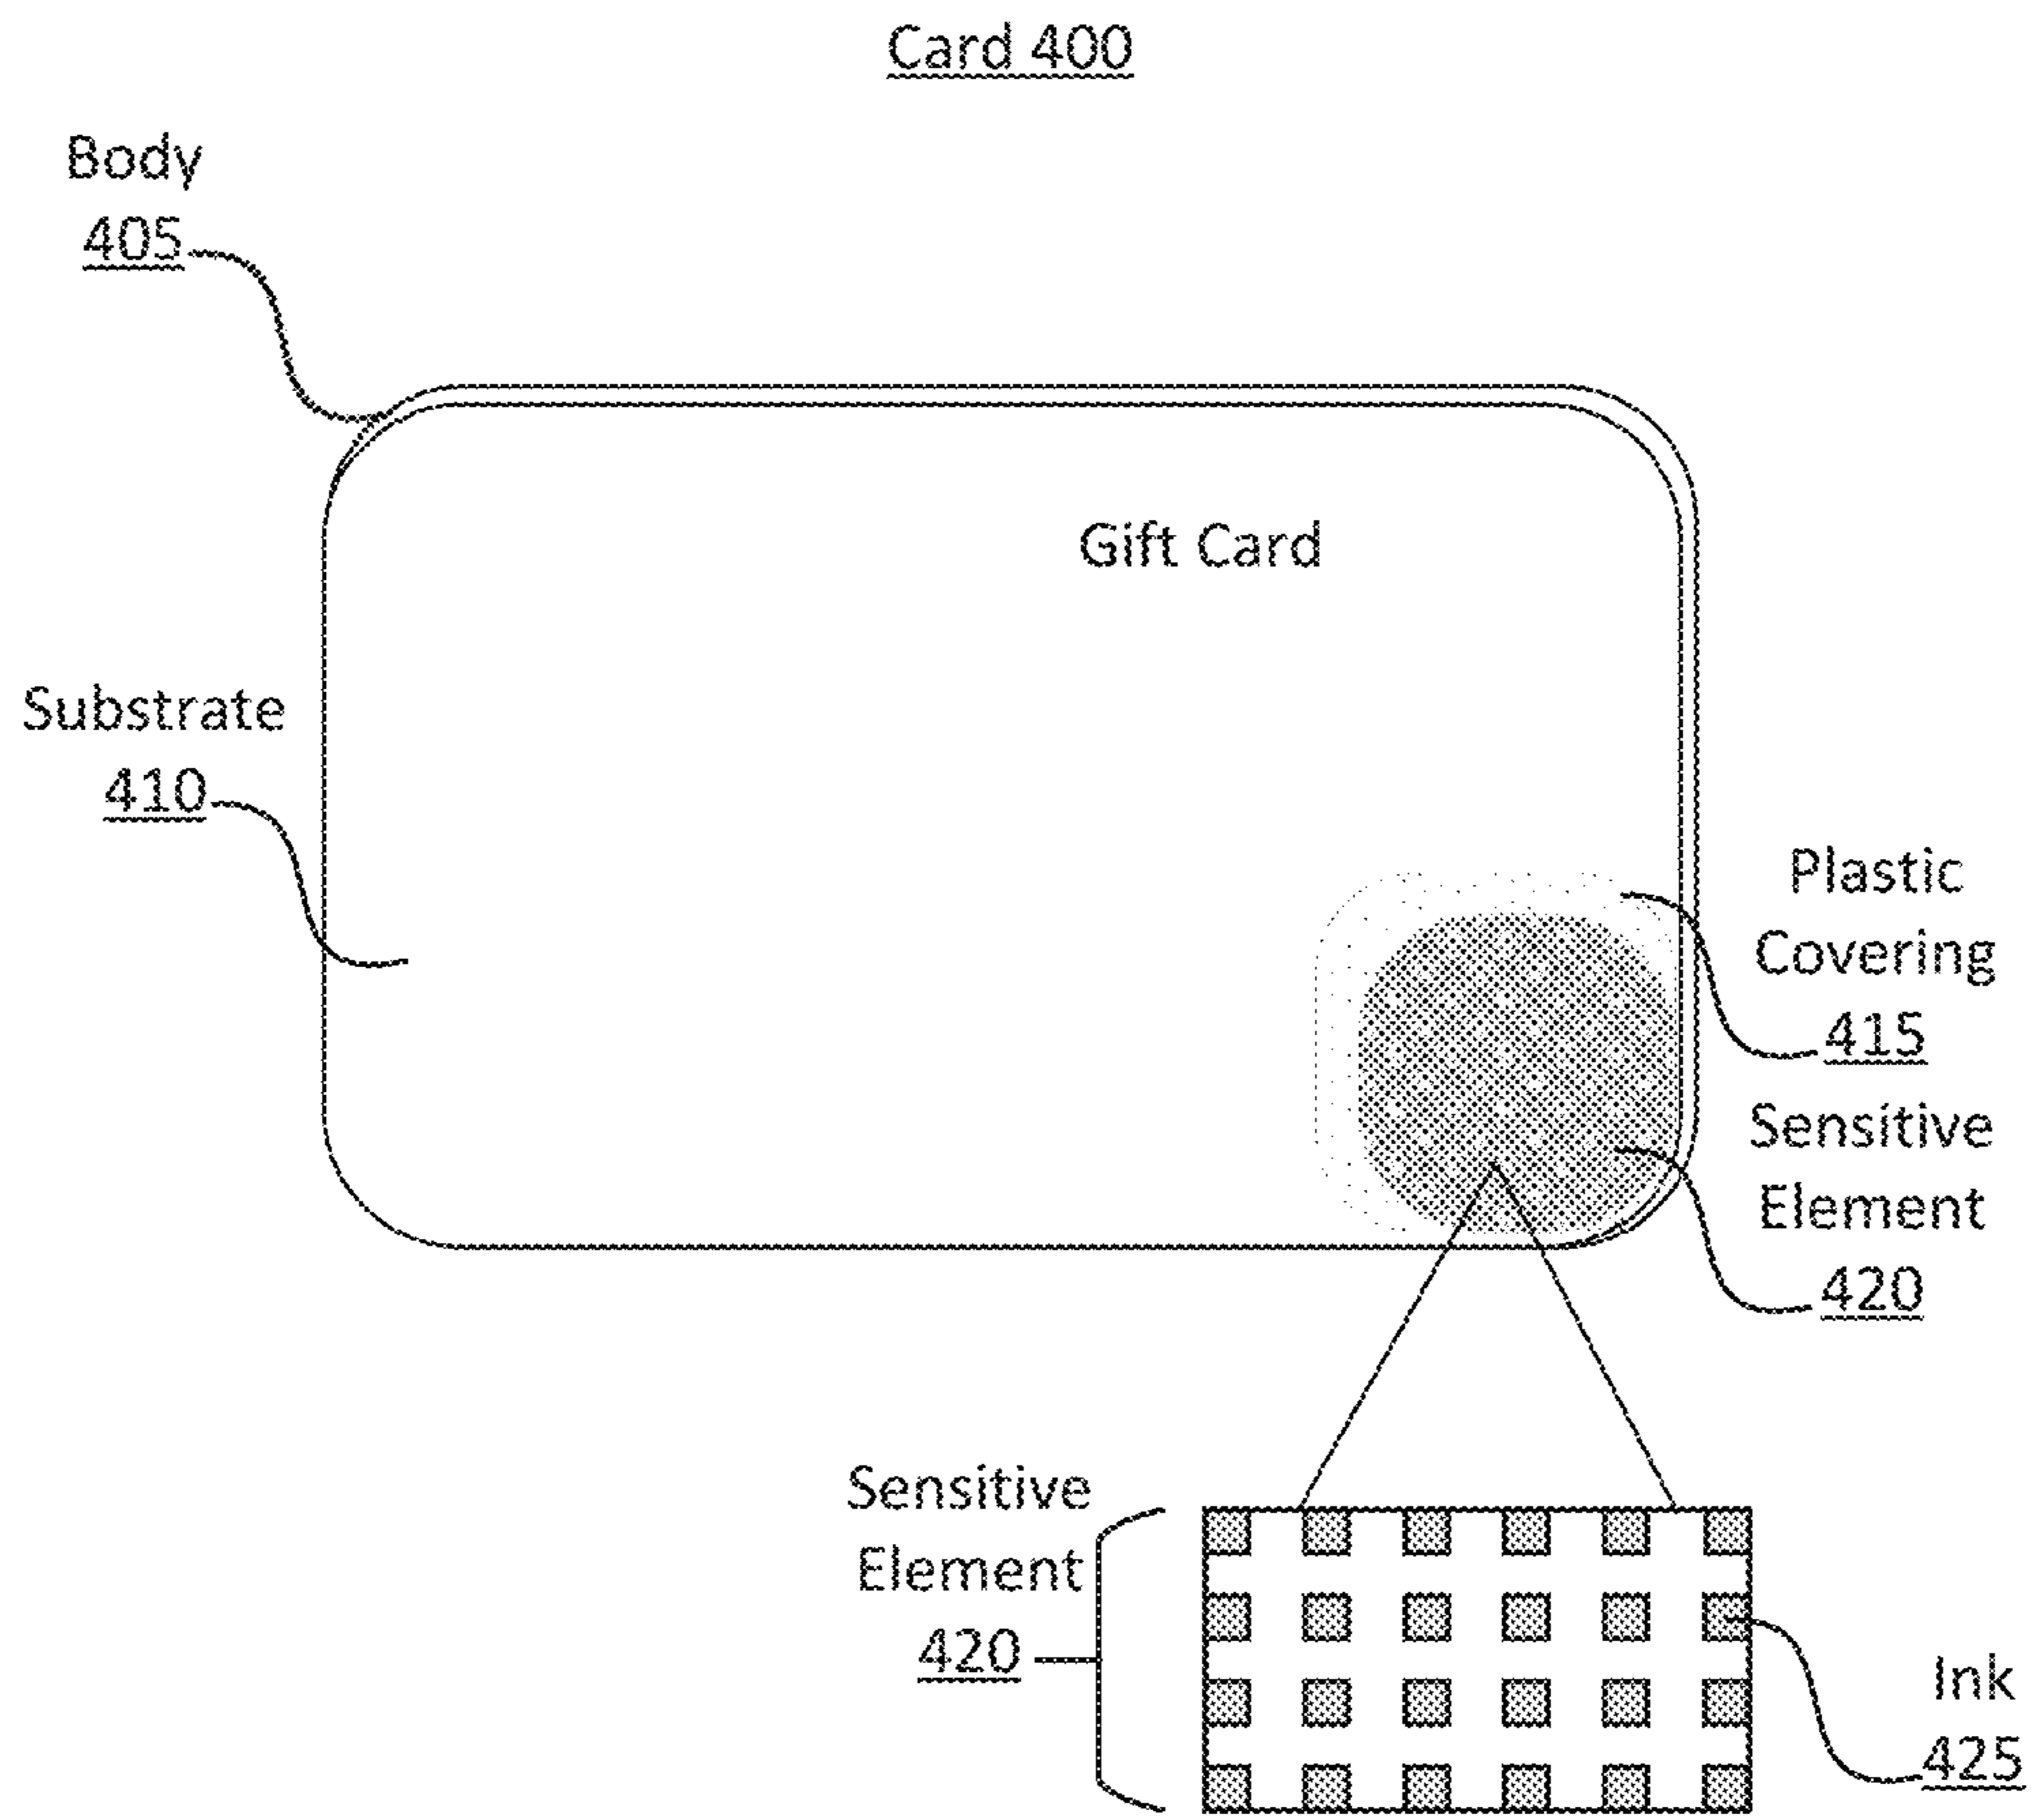 Card 400
Body
405
Gift Card
Substrate
410
Plastic
Covering
415
Sensitive
Element
420
Sensitive
Element
420
Ink
425